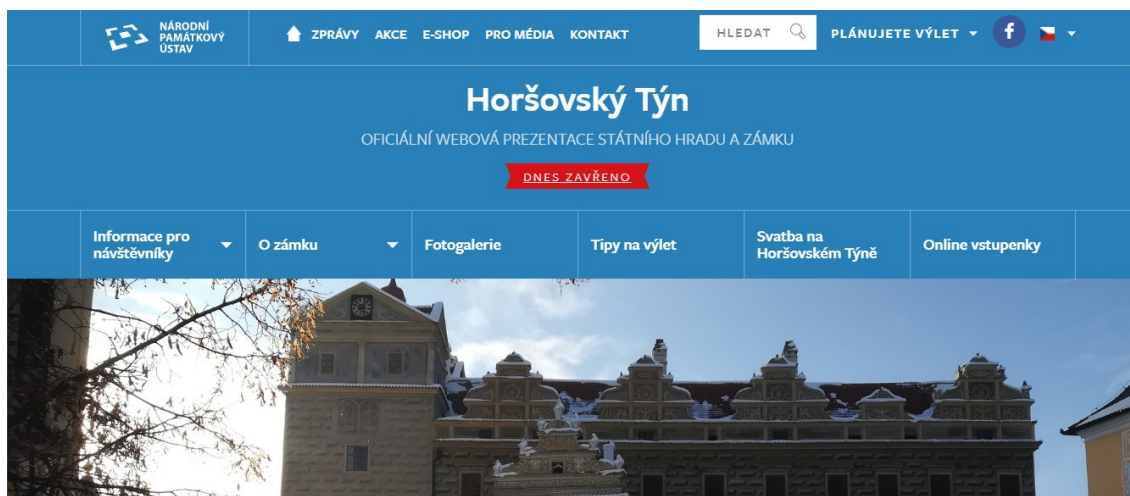 NÁRODNÍ
PAMÁTKOVÝ
ÚSTAV
ZPRÁVY AKCE E-SHOP PRO MÉDIA KONTAKT
HLEDAT
PLÁNUJETE VÝLET
f
Horšovský Týn
OFICIÁLNÍ WEBOVÁ PREZENTACE STÁTNÍHO HRADU A ZÁMKU
DNES ZAVŘENO
Informace pro
návštěvníky
O zámku
Fotogalerie
Tipy na výlet
Svatba na
Horšovském Týně
Online vstupenky